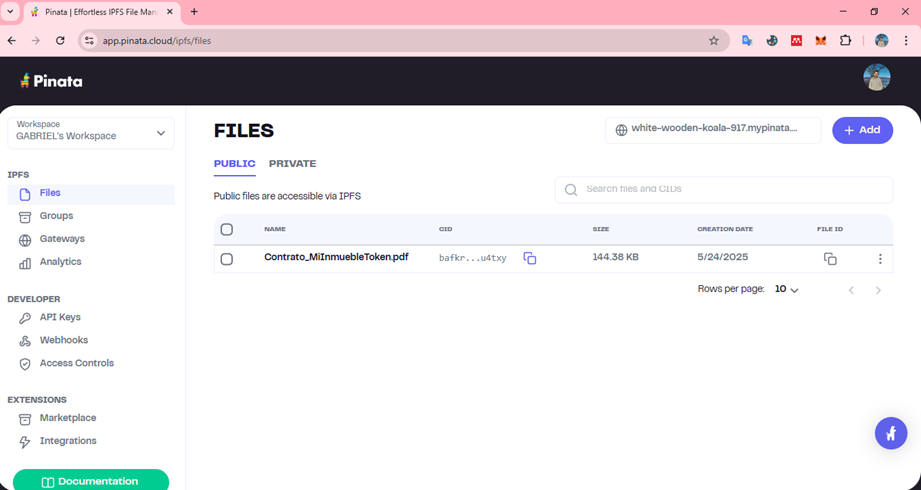 Pinata | Effortless IPFS File Man
app.pinata.cloud/ipfs/files
Pinata
Workspace
GABRIEL's Workspace
IPFS
Files
Groups
Gateways
Analytics
DEVELOPER
API Keys
Webhooks
Access Controls
EXTENSIONS
Marketplace
Integrations
Documentation
FILES
white-wooden-koala-917.mypinata....
+ Add
PUBLIC PRIVATE
Public files are accessible via IPFS
Search files and CIDs
NAME CID SIZE CREATION DATE FILE ID
Contrato_MiInmuebleToken.pdf bafkr...u4txy 144.38 KB 5/24/2025
Rows per page: 10